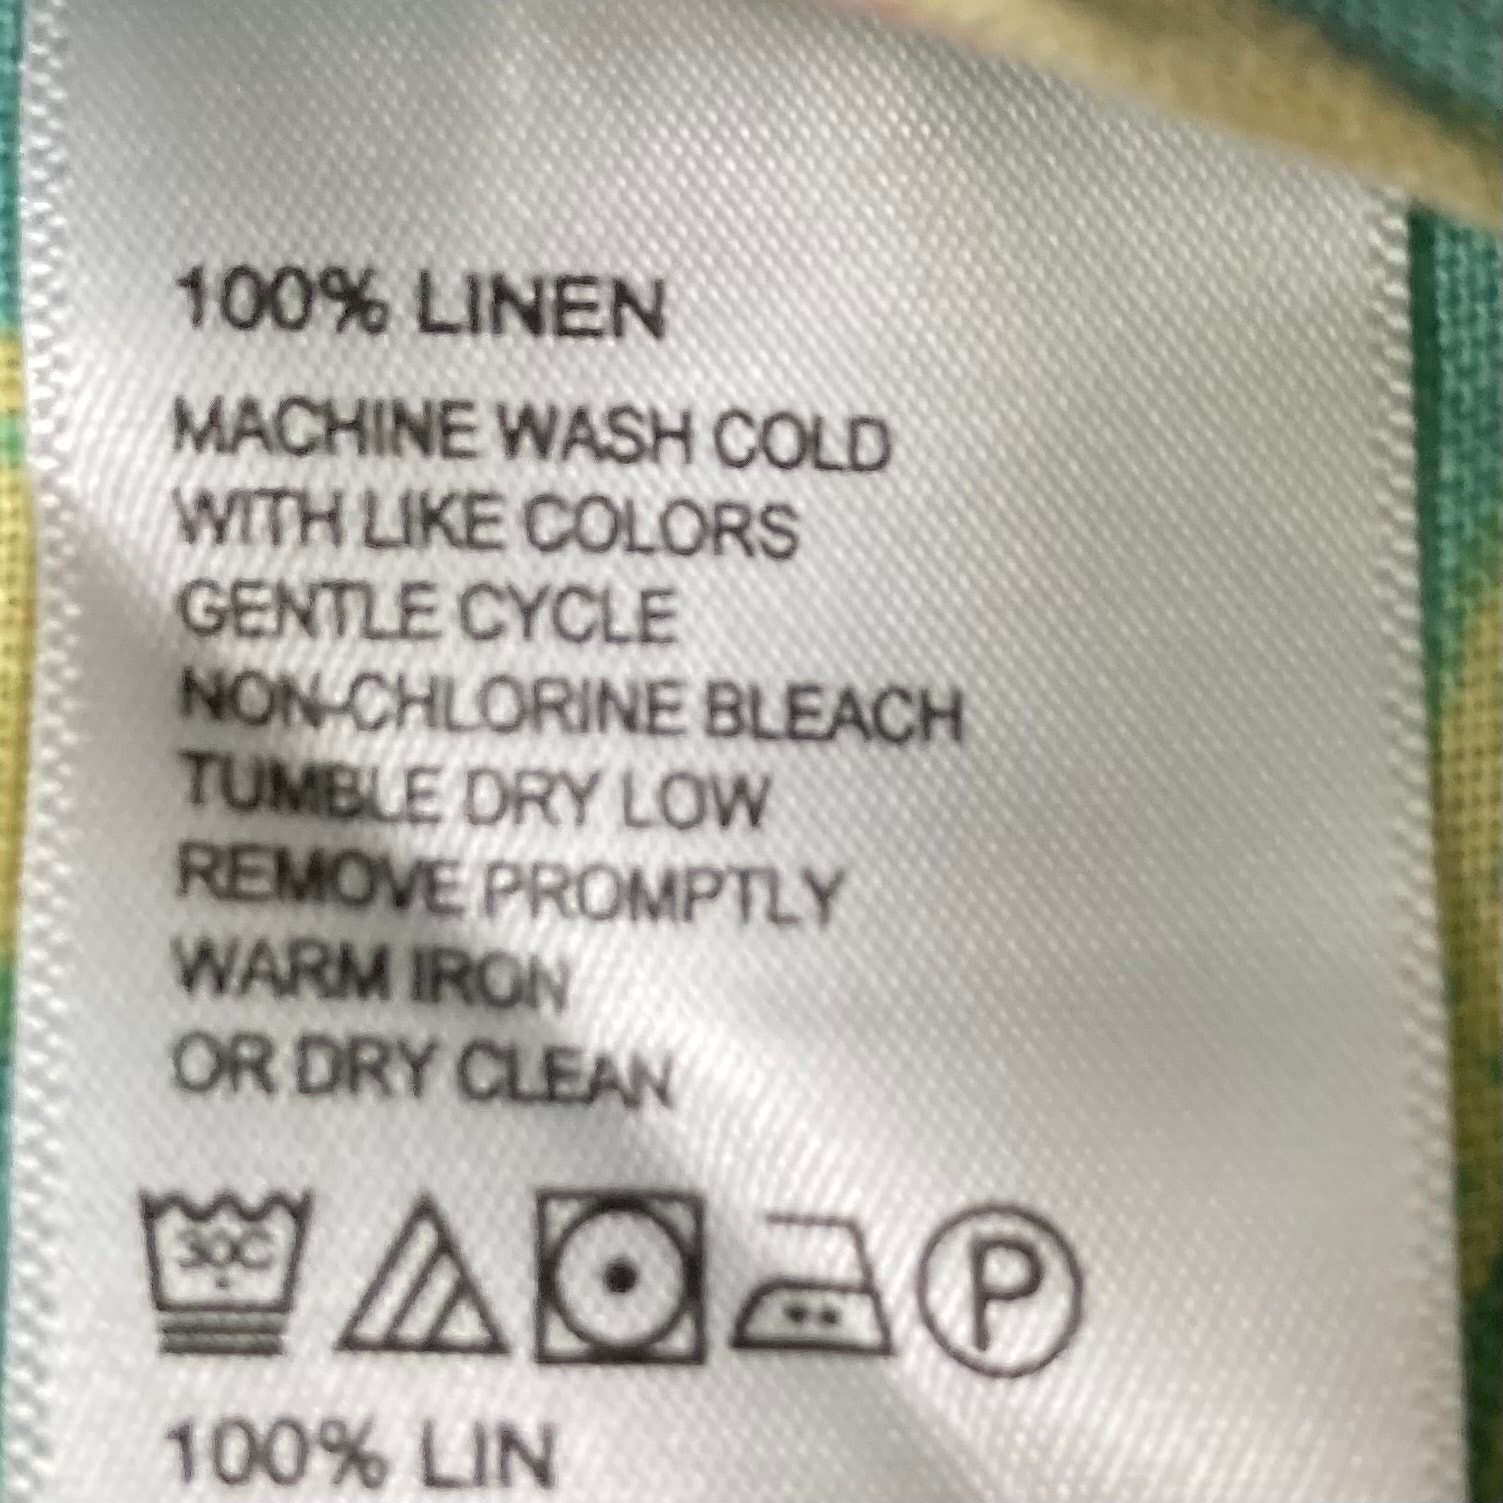 100% LINEN
MACHINE WASH COLD
WITH LIKE COLORS
GENTLE CYCLE
NON-CHLORINE BLEACH
TUMBLE DRY LOW
REMOVE PROMPTLY
WARM IRON
OR DRY CLEAN
30C P
100% LIN